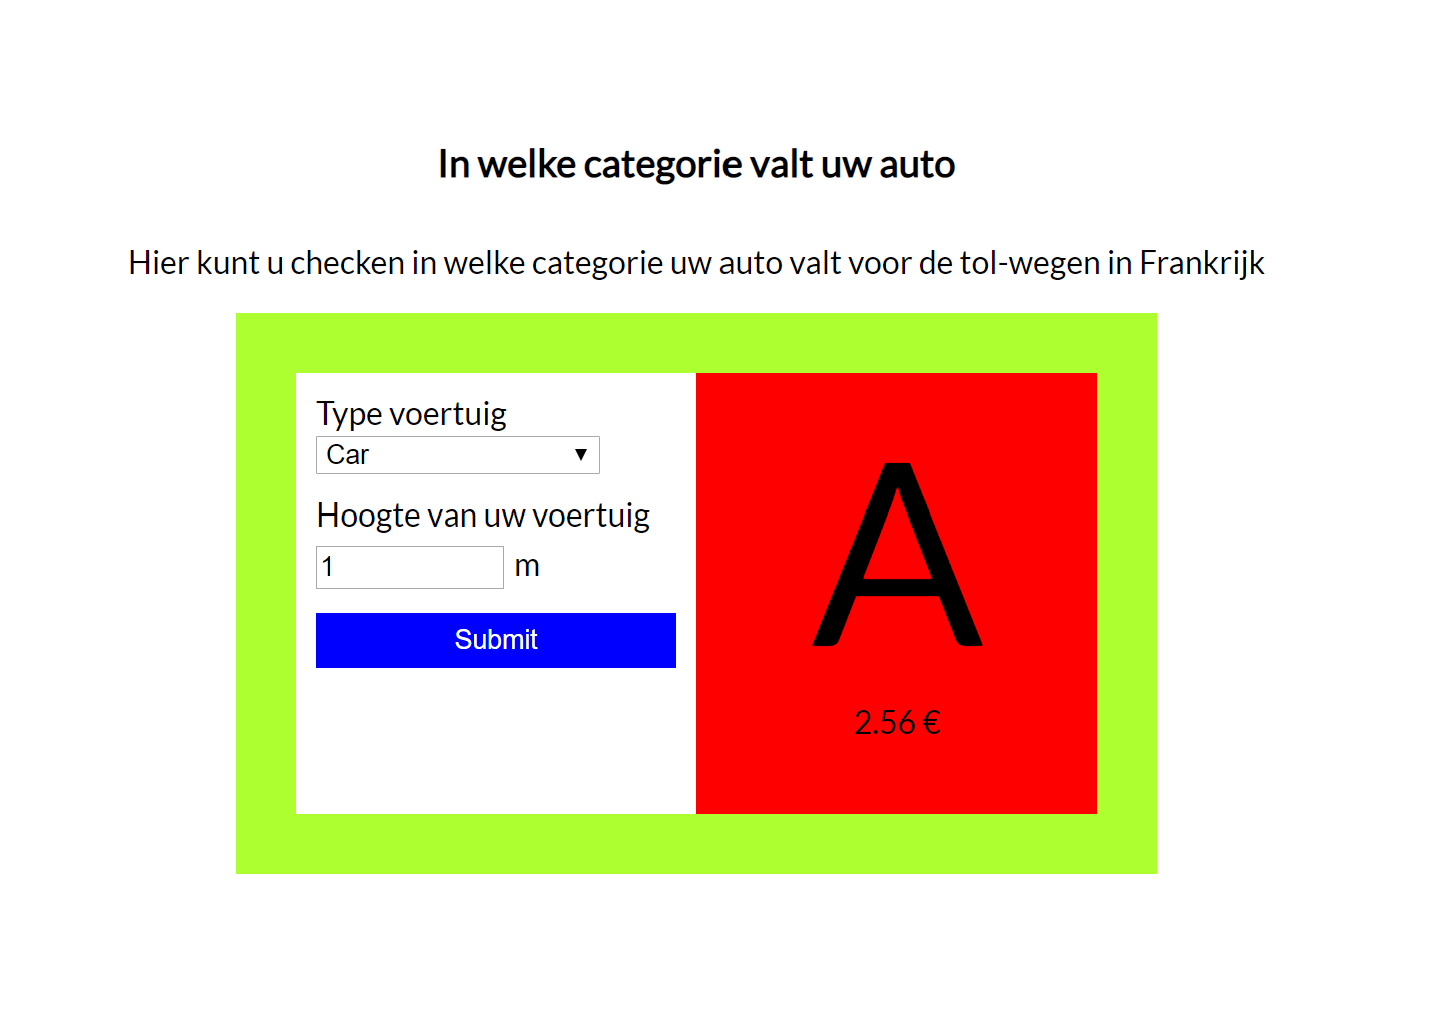 In welke categorie valt uw auto
Hier kunt u checken in welke categorie uw auto valt voor de tol-wegen in Frankrijk
Type voertuig
Car
Hoogte van uw voertuig
1 m
Submit
A
2.56 €